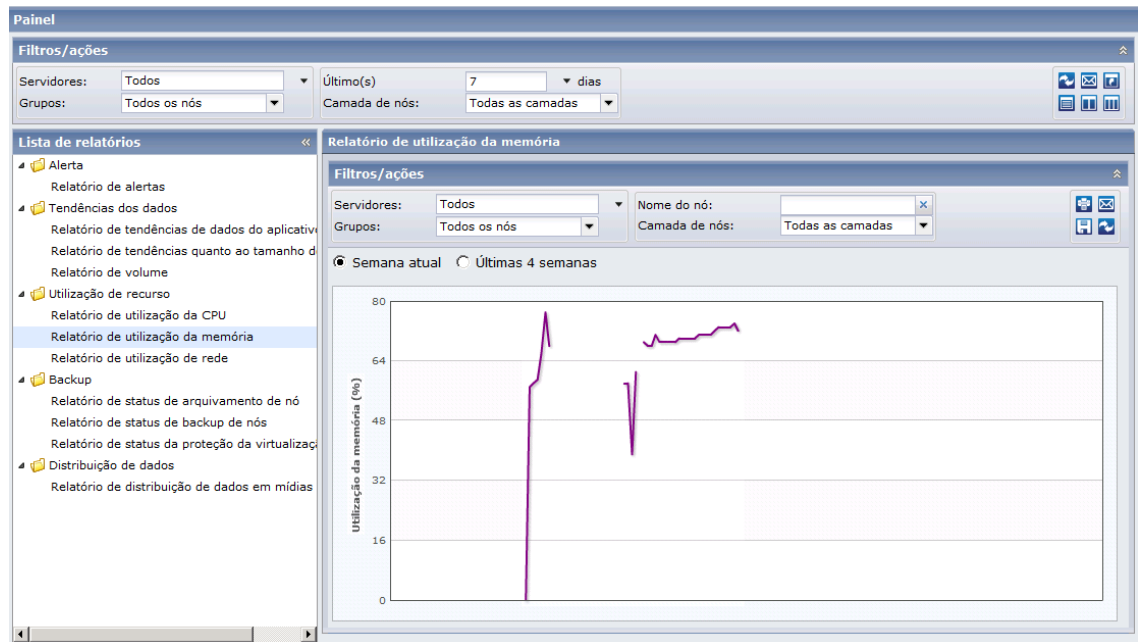 Painel
Filtros/ações
Servidores: Todos Último(s) 7 dias
Grupos: Todos os nós Camada de nós: Todas as camadas
Lista de relatórios
Alerta
Relatório de alertas
Tendências dos dados
Relatório de tendências de dados do aplicativo
Relatório de tendências quanto ao tamanho d
Relatório de volume
Utilização de recurso
Relatório de utilização da CPU
Relatório de utilização da memória
Relatório de utilização de rede
Backup
Relatório de status de arquivamento de nó
Relatório de status de backup de nós
Relatório de status da proteção da virtualizaç
Distribuição de dados
Relatório de distribuição de dados em mídias
Relatório de utilização da memória
Filtros/ações
Servidores: Todos Nome do nó:
Grupos: Todos os nós Camada de nós: Todas as camadas
Semana atual Últimas 4 semanas
Utilização da memória (%)
80
64
48
32
16
0